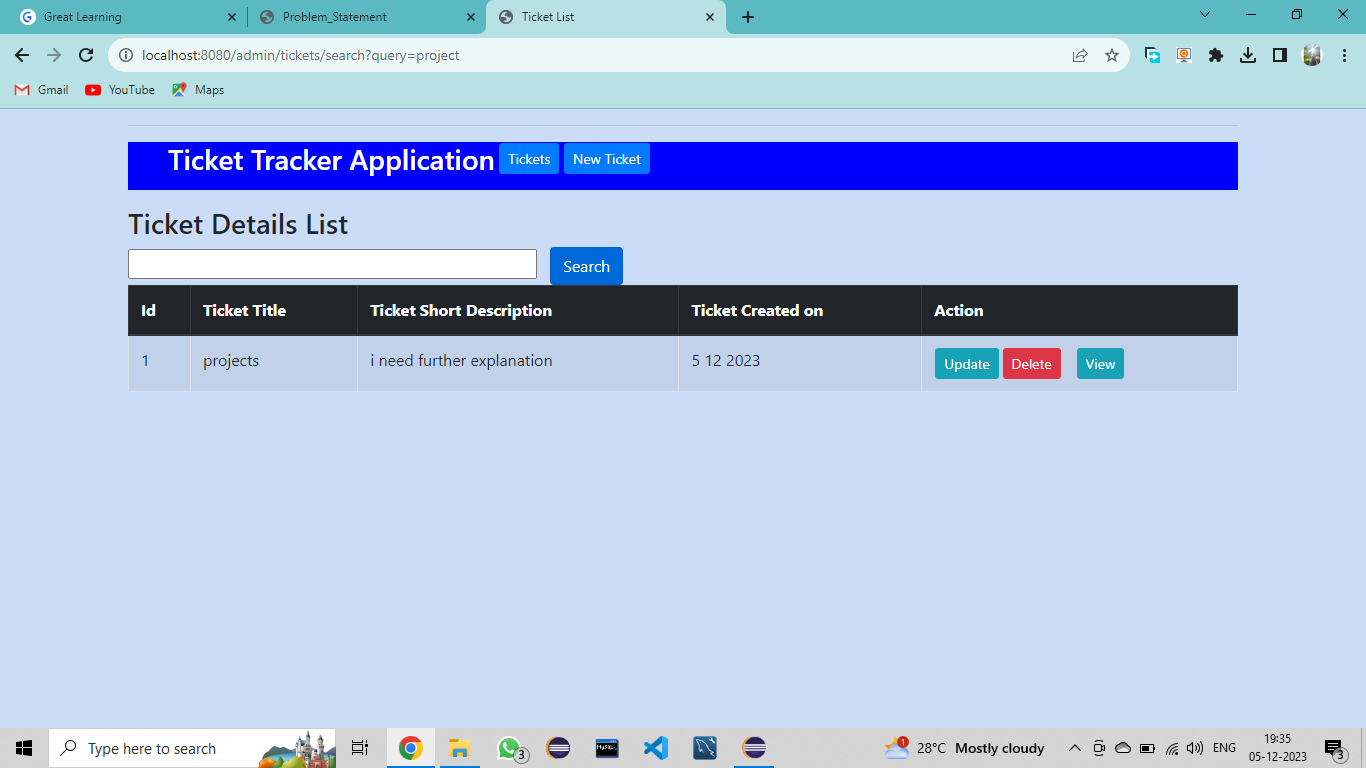 Great Learning
Problem_Statement
Ticket List
localhost:8080/admin/tickets/search?query=project
Gmail
YouTube
Maps
Ticket Tracker Application Tickets New Ticket
Ticket Details List
Search
Id Ticket Title Ticket Short Description Ticket Created on Action
1 projects i need further explanation 5 12 2023 Update Delete View
Type here to search
3
MySQL
1
28°C Mostly cloudy
ENG
19:35
05-12-2023
3